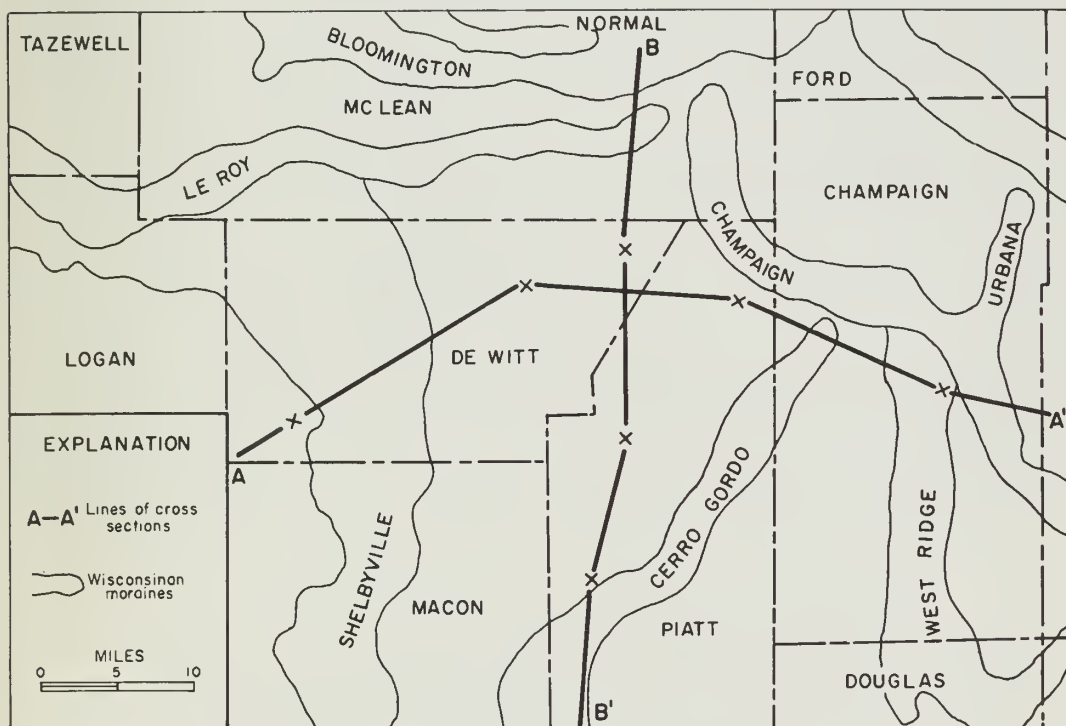 TAZEWELL
NORMAL
B
BLOOMINGTON
FORD
MC LEAN
LE ROY
CHAMPAIGN
CHAMPAIGN
URBANA
LOGAN
DE WITT
A'
EXPLANATION
A
A—A' Lines of cross
sections
CERRO GORDO
WEST RIDGE
SHELBYVILLE
Wisconsinan
moraines
MACON
PIATT
MILES
0 5 10
DOUGLAS
B'